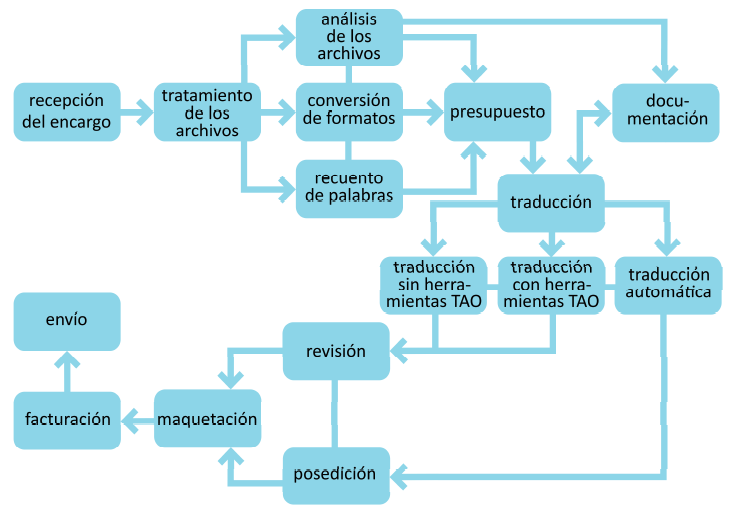 recepción
del encargo
tratamiento
de los
archivos
análisis
de los
archivos
conversión
de formatos
recuento
de palabras
presupuesto
docu-
mentación
traducción
traducción
sin herra-
mientas TAO
traducción
con herra-
mientas TAO
traducción
automática
revisión
posedición
maquetación
facturación
envío